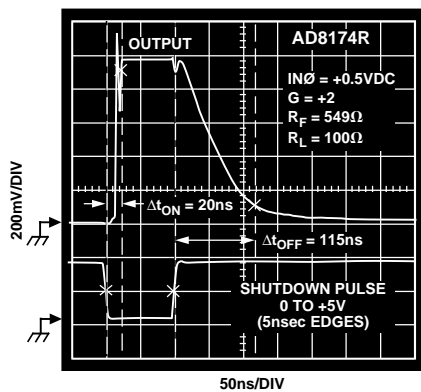 OUTPUT
AD8174R
INØ = +0.5VDC
G = +2
R_F = 549Ω
R_L = 100Ω
200mV/DIV
Δt_ON = 20ns
Δt_OFF = 115ns
SHUTDOWN PULSE
0 TO +5V
(5nsec EDGES)
50ns/DIV